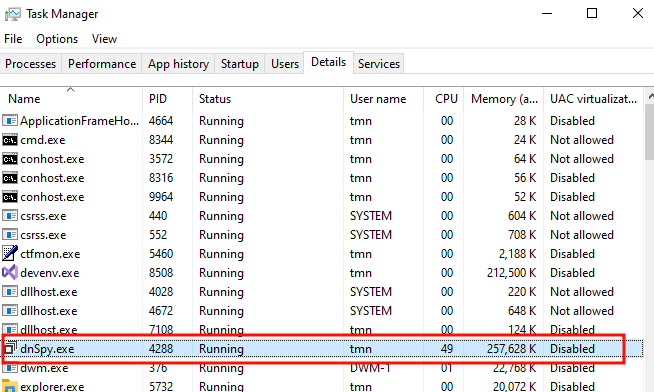 Task Manager
File Options View
Processes Performance App history Startup Users Details Services
Name PID Status User name CPU Memory (a... UAC virtualizat...
ApplicationFrameHo... 4664 Running tmn 00 28 K Disabled
cmd.exe 8344 Running tmn 00 24 K Not allowed
conhost.exe 3572 Running tmn 00 64 K Not allowed
conhost.exe 8316 Running tmn 00 56 K Disabled
conhost.exe 9964 Running tmn 00 52 K Disabled
csrss.exe 440 Running SYSTEM 00 604 K Not allowed
csrss.exe 552 Running SYSTEM 00 708 K Not allowed
ctfmon.exe 5460 Running tmn 00 2,188 K Disabled
devenv.exe 8508 Running tmn 00 212,500 K Disabled
dllhost.exe 4028 Running SYSTEM 00 220 K Not allowed
dllhost.exe 4672 Running SYSTEM 00 648 K Not allowed
dllhost.exe 7108 Running tmn 00 124 K Disabled
dnSpy.exe 4288 Running tmn 49 257,628 K Disabled
dwm.exe 376 Running DWM-1 01 22,768 K Disabled
explorer.exe 5732 Running tmn 00 20,072 K Disabled